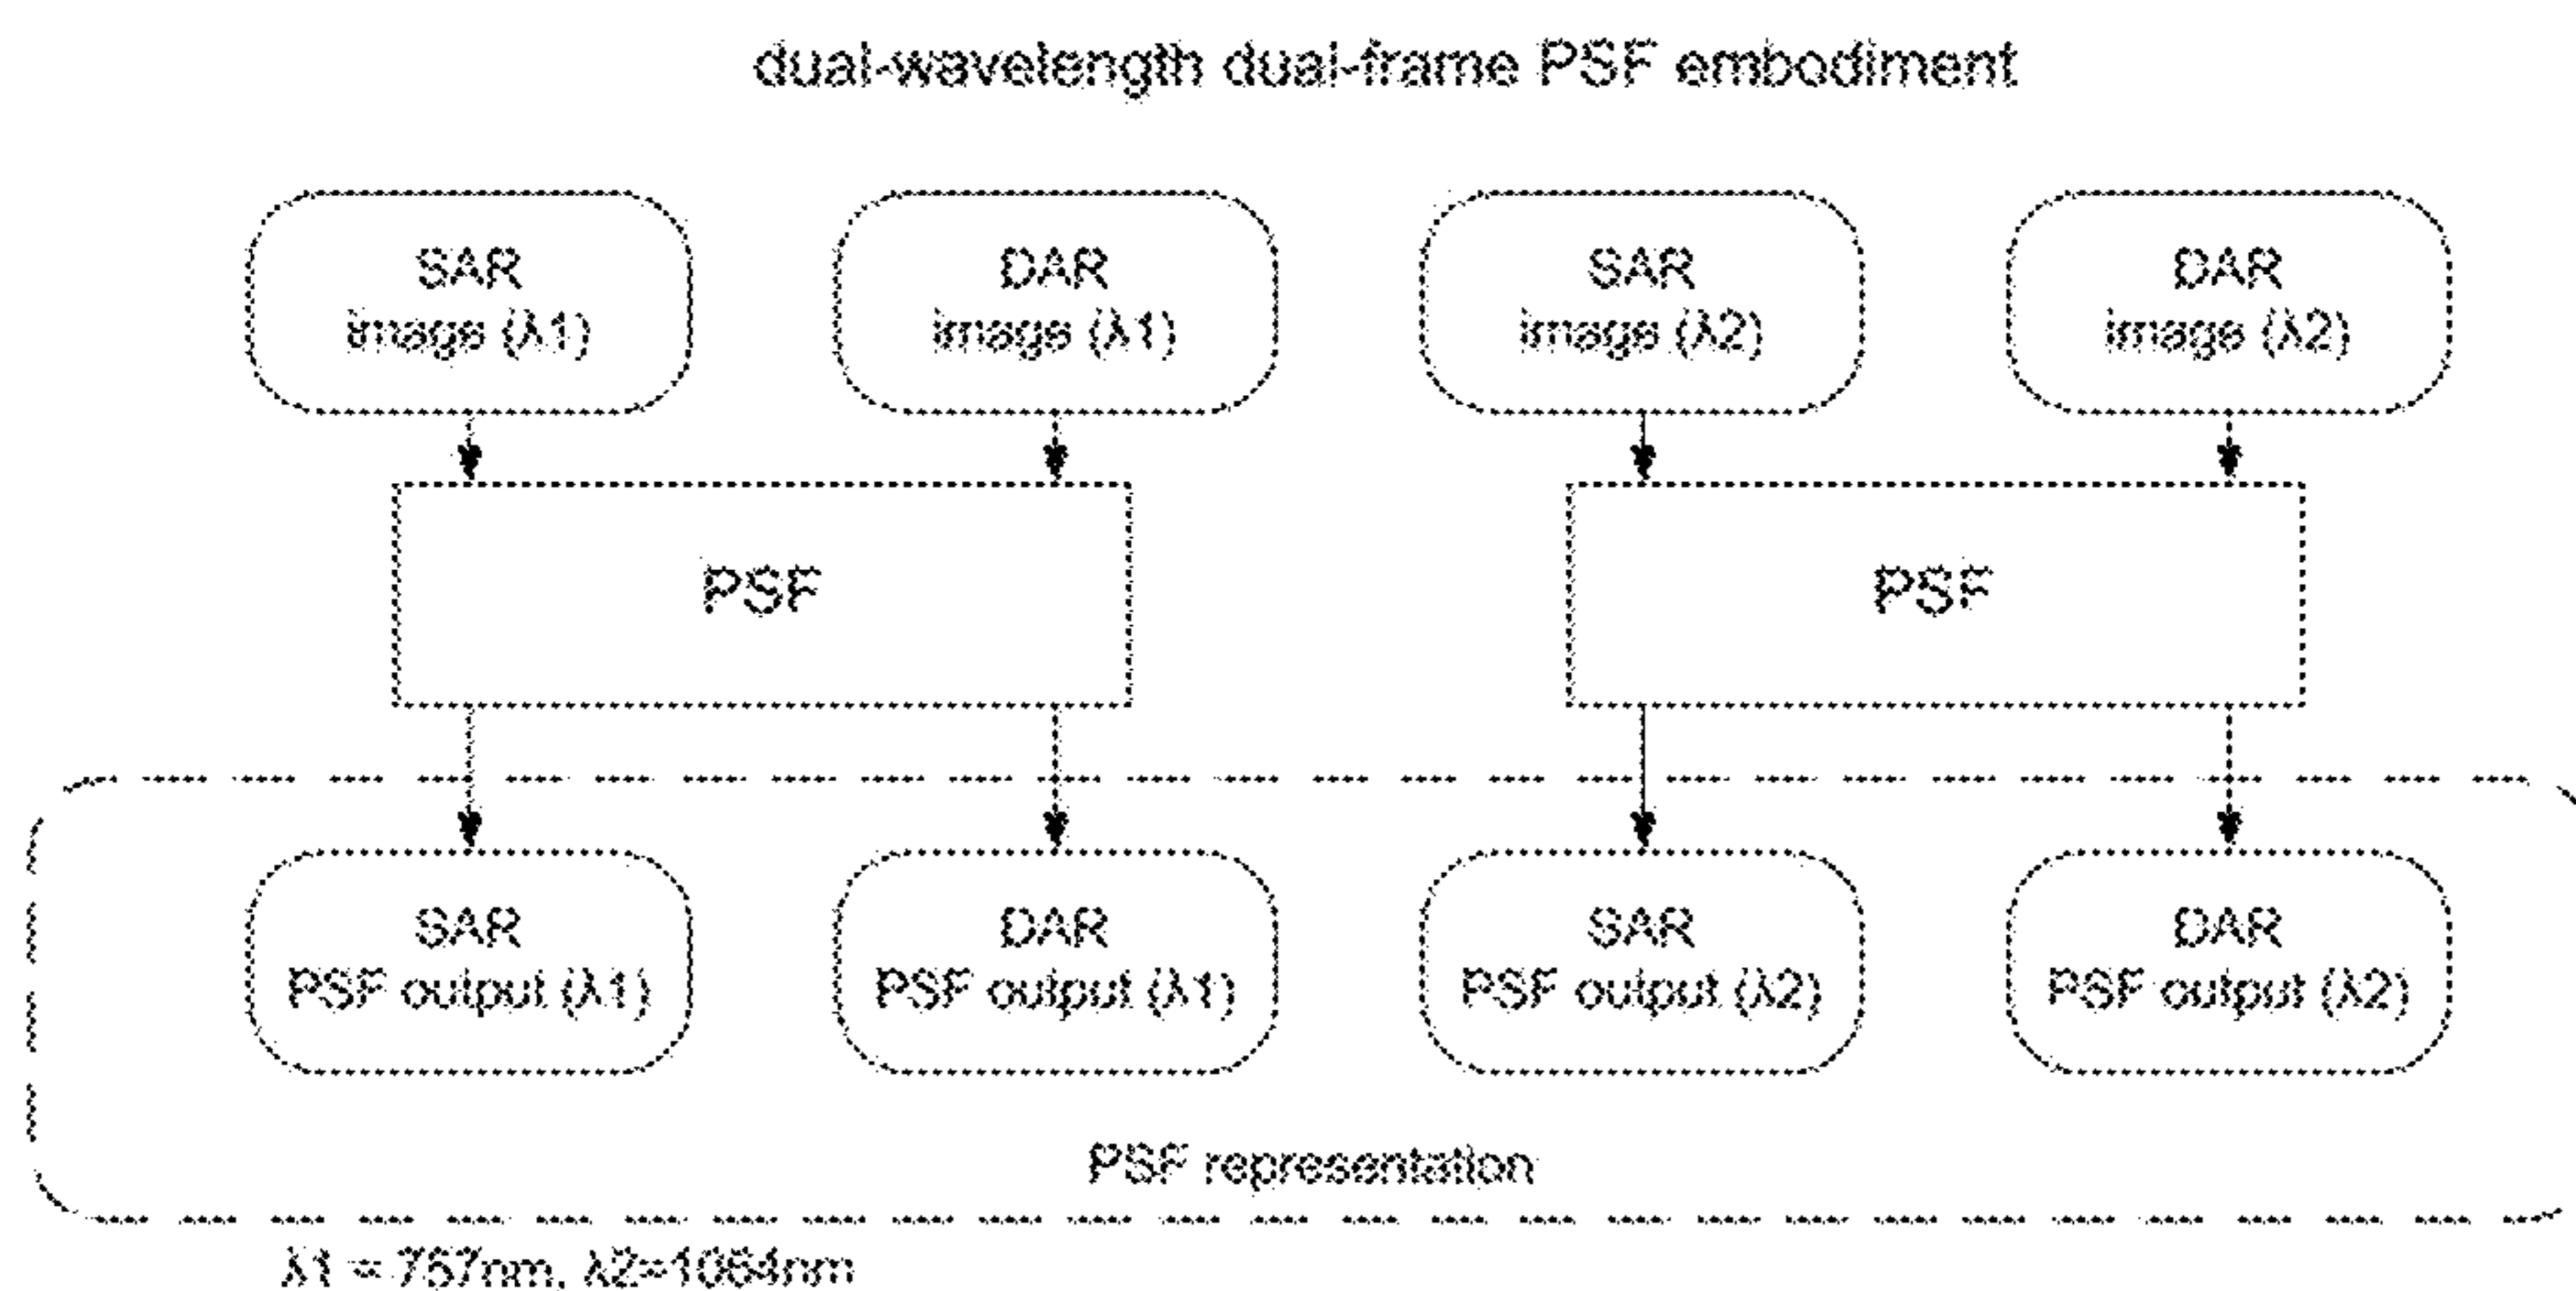 dual-wavelength dual-frame PSF embodiment
SAR
image (λ1)
DAR
image (λ1)
SAR
image (λ2)
DAR
image (λ2)
PSF
PSF
SAR
PSF output (λ1)
DAR
PSF output (λ1)
SAR
PSF output (λ2)
DAR
PSF output (λ2)
PSF representation
λ1 = 757nm, λ2=1064nm